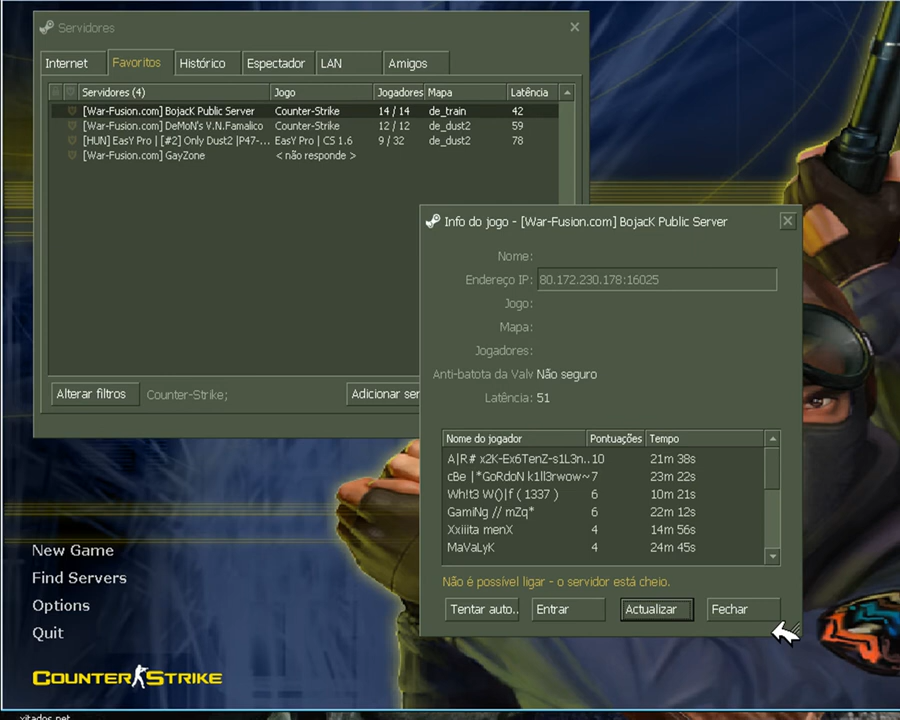 Servidores
Internet Favoritos Histórico Espectador LAN Amigos
Servidores (4) Jogo Jogadores Mapa Latência
[War-Fusion.com] BojacK Public Server Counter-Strike 14 / 14 de_train 42
[War-Fusion.com] DeMoN's V.N.Famalico Counter-Strike 12 / 12 de_dust2 59
[HUN] EasY Pro | [#2] Only Dust2 |P47-... EasY Pro | CS 1.6 9 / 32 de_dust2 78
[War-Fusion.com] GayZone < não responde >
Alterar filtros Counter-Strike; Adicionar ser
Info do jogo - [War-Fusion.com] BojacK Public Server
Nome:
Endereço IP: 80.172.230.178:16025
Jogo:
Mapa:
Jogadores:
Anti-batota da Valv Não seguro
Latência: 51
Nome do jogador Pontuações Tempo
A|R# x2K-Ex6TenZ-s1L3n.. 10 21m 38s
cBe |*GoRdoN k1ll3rwow~ 7 23m 22s
Wh!t3 W()|f ( 1337 ) 6 10m 21s
GamiNg // mZq* 6 22m 12s
Xxiiita menX 4 14m 56s
MaVaLyK 4 24m 45s
Não é possível ligar - o servidor está cheio.
Tentar auto.. Entrar Actualizar Fechar
New Game
Find Servers
Options
Quit
COUNTER STRIKE
xitados.net